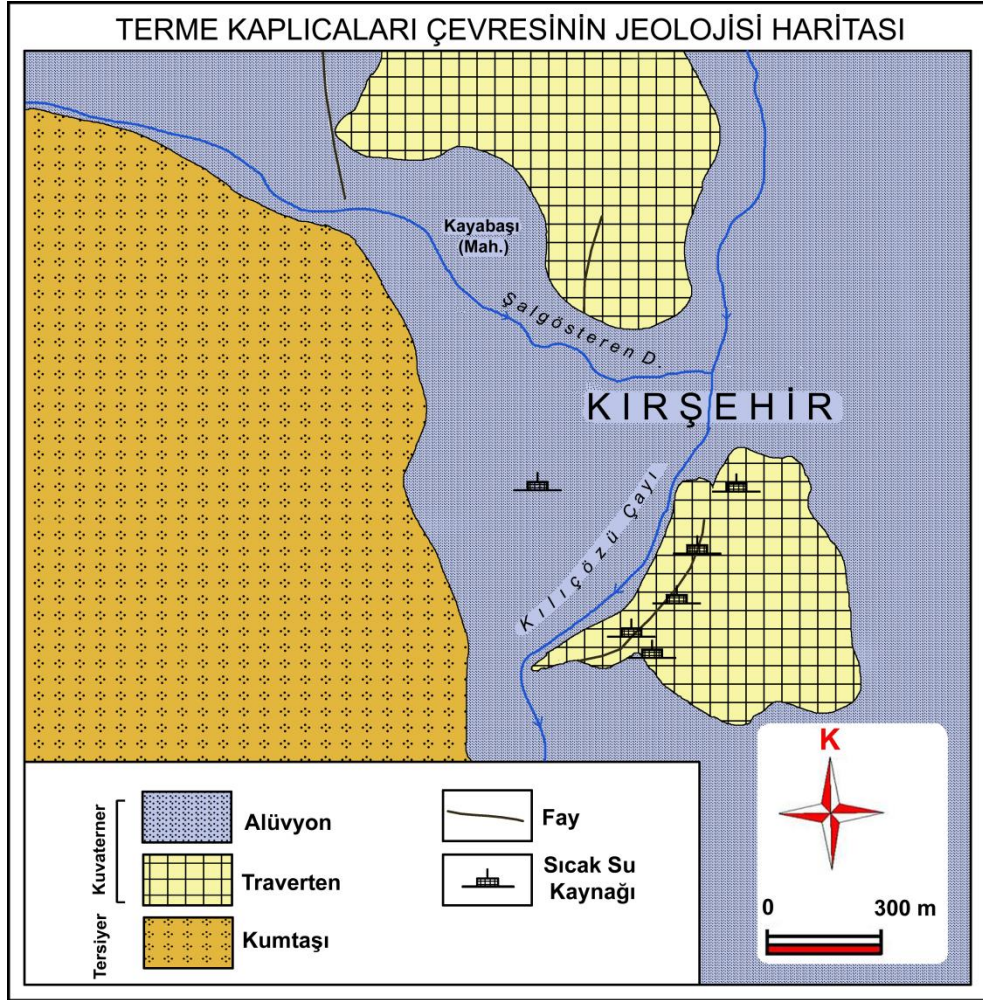 TERME KAPLICALARI ÇEVRESİNİN JEOLOJİSİ HARİTASI
Kayabaşı
(Mah.)
Şalgösteren D.
KIRŞEHİR
Kılıçözü Çayı
K
0 300 m
Kuvaterner
Alüvyon
Traverten
Tersiyer
Kumtaşı
Fay
Sıcak Su
Kaynağı